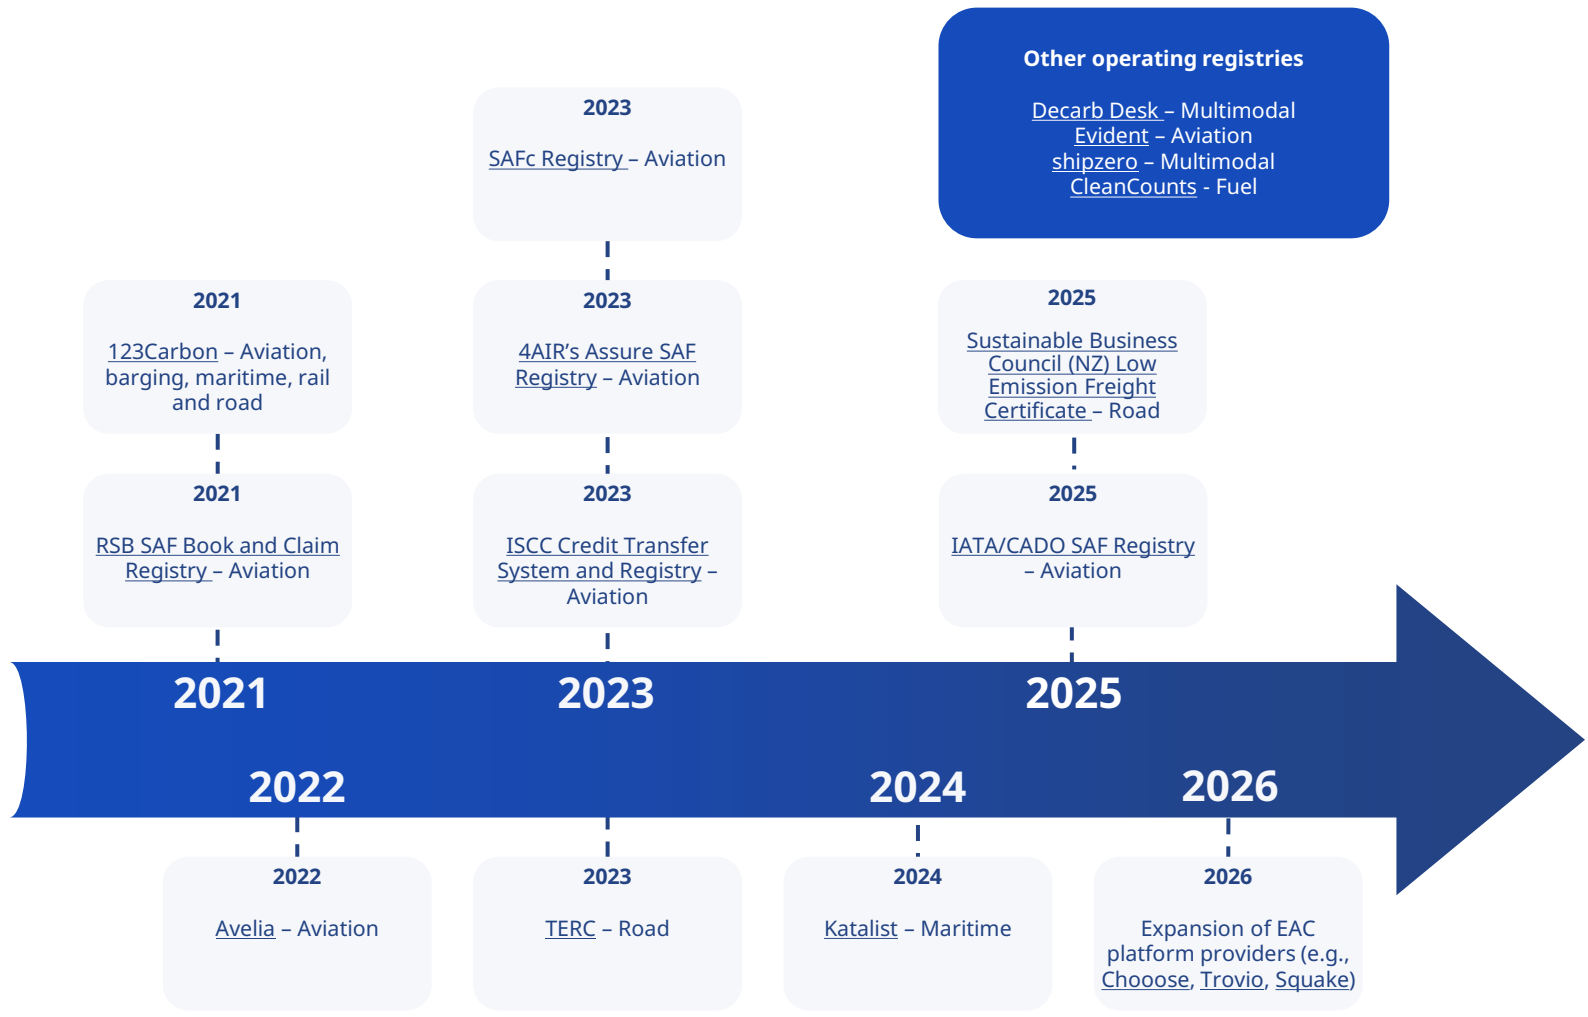 Other operating registries
Decarb Desk – Multimodal
Evident – Aviation
shipzero – Multimodal
CleanCounts - Fuel
2023
SAFc Registry – Aviation
2021
123Carbon – Aviation,
barging, maritime, rail
and road
2023
4AIR’s Assure SAF
Registry – Aviation
2025
Sustainable Business
Council (NZ) Low
Emission Freight
Certificate – Road
2021
RSB SAF Book and Claim
Registry – Aviation
2023
ISCC Credit Transfer
System and Registry –
Aviation
2025
IATA/CADO SAF Registry
– Aviation
2021
2023
2025
2022
2024
2026
2022
Avelia – Aviation
2023
TERC – Road
2024
Katalist – Maritime
2026
Expansion of EAC
platform providers (e.g.,
Chooose, Trovio, Squake)